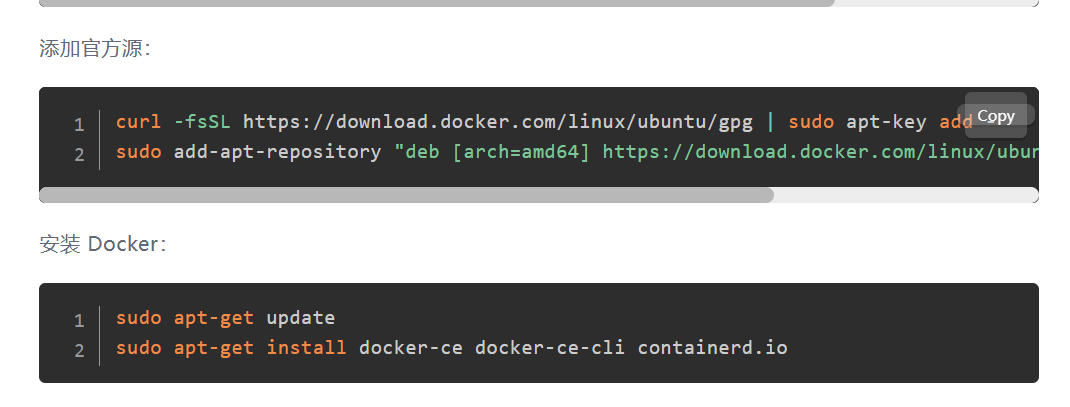 添加官方源：
Copy
1 curl -fsSL https://download.docker.com/linux/ubuntu/gpg | sudo apt-key add
2 sudo add-apt-repository "deb [arch=amd64] https://download.docker.com/linux/ubun
安装 Docker：
1 sudo apt-get update
2 sudo apt-get install docker-ce docker-ce-cli containerd.io